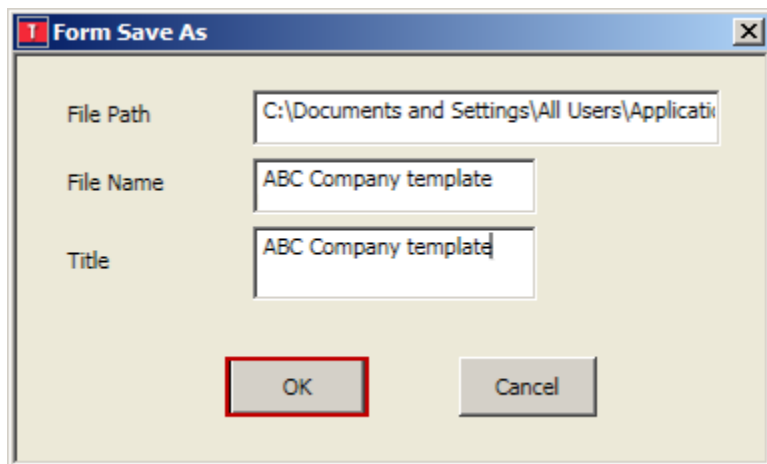 T Form Save As
File Path C:\Documents and Settings\All Users\Applicati
File Name ABC Company template
Title ABC Company template
OK Cancel